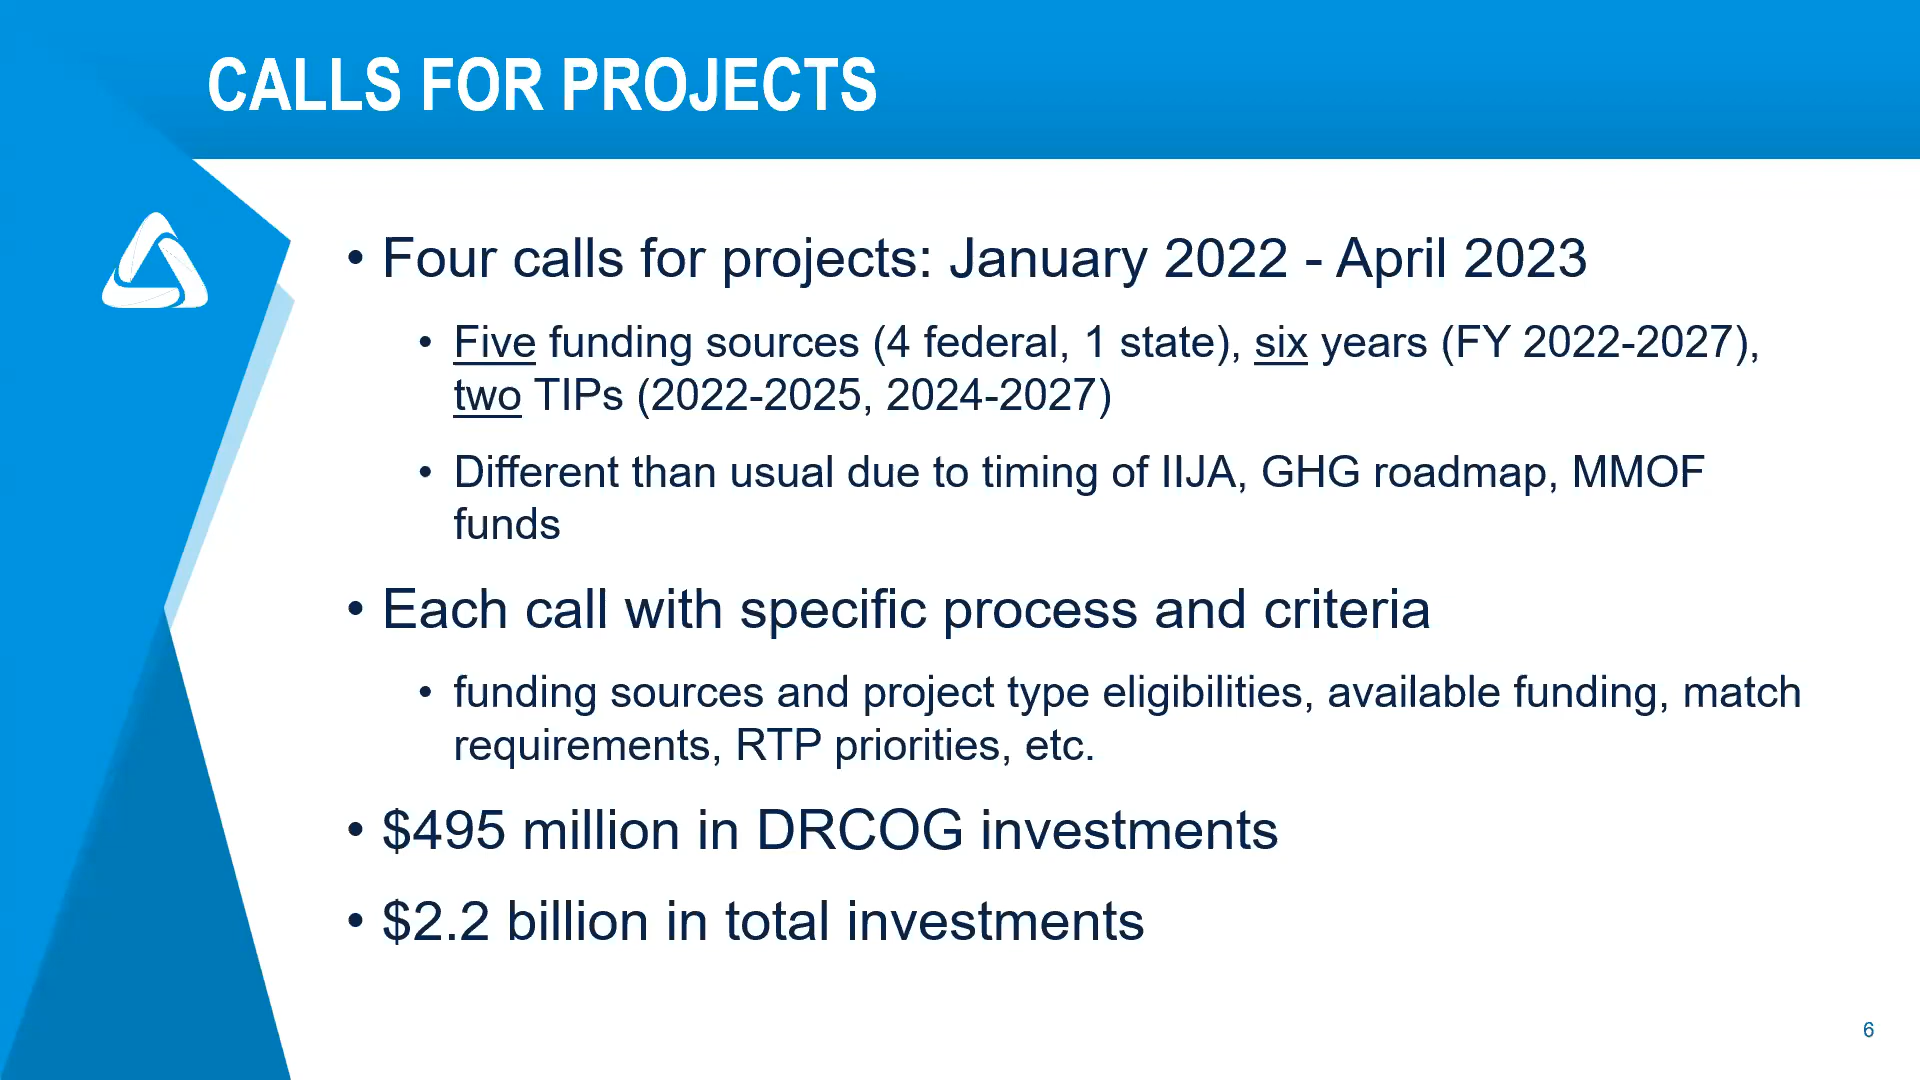 CALLS FOR PROJECTS
• Four calls for projects: January 2022 - April 2023
• Five funding sources (4 federal, 1 state), six years (FY 2022-2027),
two TIPs (2022-2025, 2024-2027)
• Different than usual due to timing of IIJA, GHG roadmap, MMOF
funds
• Each call with specific process and criteria
• funding sources and project type eligibilities, available funding, match
requirements, RTP priorities, etc.
• $495 million in DRCOG investments
• $2.2 billion in total investments
6